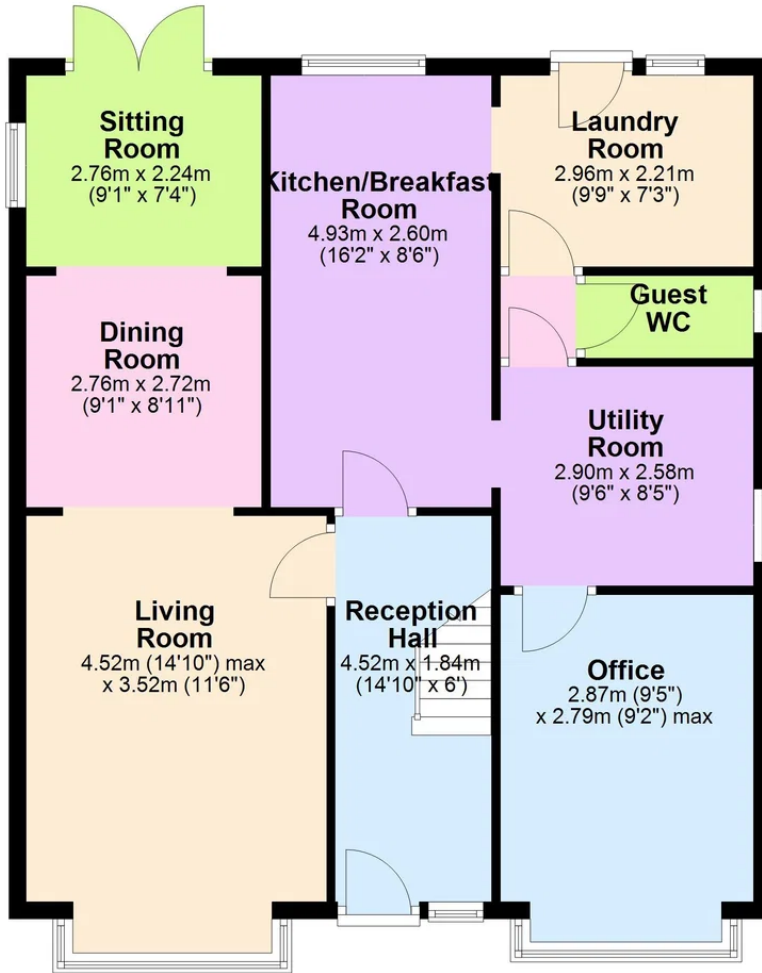 Sitting
Room
2.76m x 2.24m
(9'1" x 7'4")
Kitchen/Breakfast
Room
4.93m x 2.60m
(16'2" x 8'6")
Laundry
Room
2.96m x 2.21m
(9'9" x 7'3")
Guest
WC
Dining
Room
2.76m x 2.72m
(9'1" x 8'11")
Utility
Room
2.90m x 2.58m
(9'6" x 8'5")
Living
Room
4.52m (14'10") max
x 3.52m (11'6")
Reception
Hall
4.52m x 1.84m
(14'10" x 6')
Office
2.87m (9'5")
x 2.79m (9'2") max